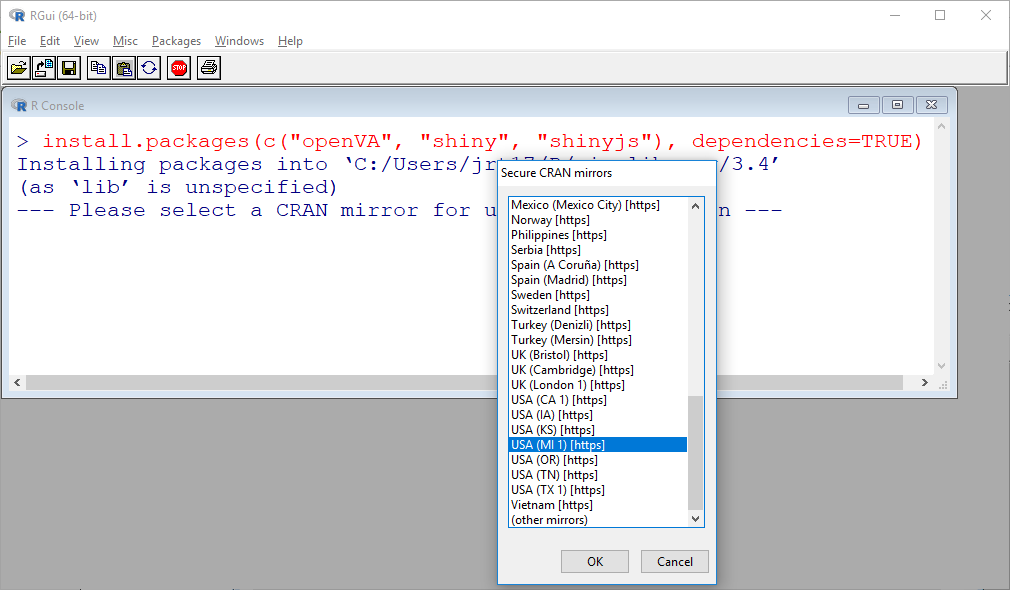 RGui (64-bit)
File Edit View Misc Packages Windows Help
STOP
R Console
> install.packages(c("openVA", "shiny", "shinyjs"), dependencies=TRUE)
Installing packages into ‘C:/Users/ /3.4’
(as ‘lib’ is unspecified)
--- Please select a CRAN mirror for ---
Secure CRAN mirrors
Mexico (Mexico City) [https]
Norway [https]
Philippines [https]
Serbia [https]
Spain (A Coruña) [https]
Spain (Madrid) [https]
Sweden [https]
Switzerland [https]
Turkey (Denizli) [https]
Turkey (Mersin) [https]
UK (Bristol) [https]
UK (Cambridge) [https]
UK (London 1) [https]
USA (CA 1) [https]
USA (IA) [https]
USA (KS) [https]
USA (MI 1) [https]
USA (OR) [https]
USA (TN) [https]
USA (TX 1) [https]
Vietnam [https]
(other mirrors)
OK Cancel